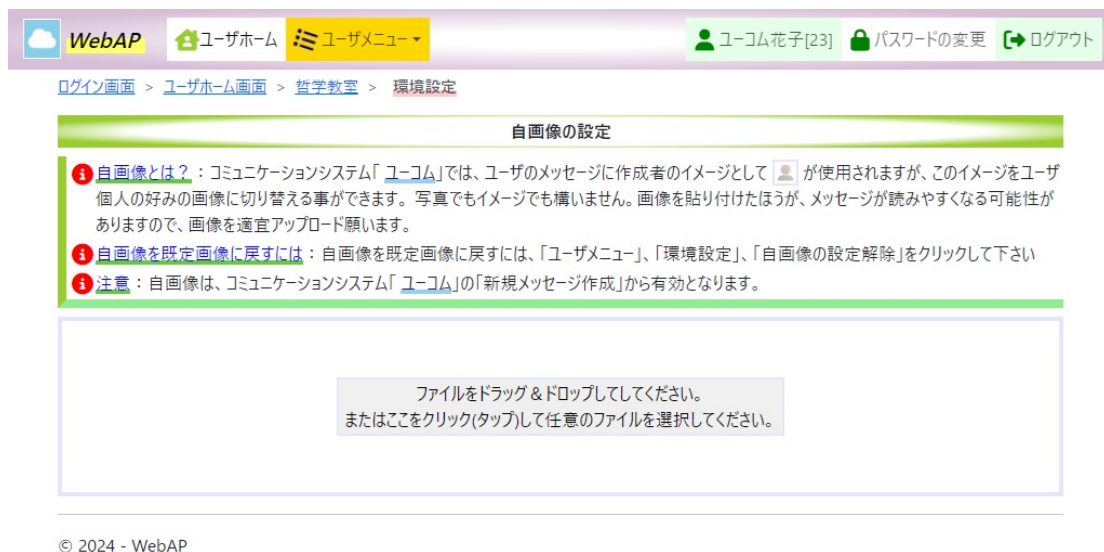 WebAP ユーザホーム ユーザメニュー ユーコム花子[23] パスワードの変更 ログアウト
ログイン画面 > ユーザホーム画面 > 哲学教室 > 環境設定
自画像の設定
自画像とは？：コミュニケーションシステム「 ユーコム」では、ユーザのメッセージに作成者のイメージとして が使用されますが、このイメージをユーザ
個人の好みの画像に切り替える事ができます。写真でもイメージでも構いません。画像を貼り付けたほうが、メッセージが読みやすくなる可能性が
ありますので、画像を適宜アップロード願います。
自画像を既定画像に戻すには：自画像を既定画像に戻すには、「ユーザメニュー」、「環境設定」、「自画像の設定解除」をクリックして下さい
注意：自画像は、コミュニケーションシステム「 ユーコム」の「新規メッセージ作成」から有効となります。
ファイルをドラッグ＆ドロップしてしてください。
またはここをクリック(タップ)して任意のファイルを選択してください。
© 2024 - WebAP